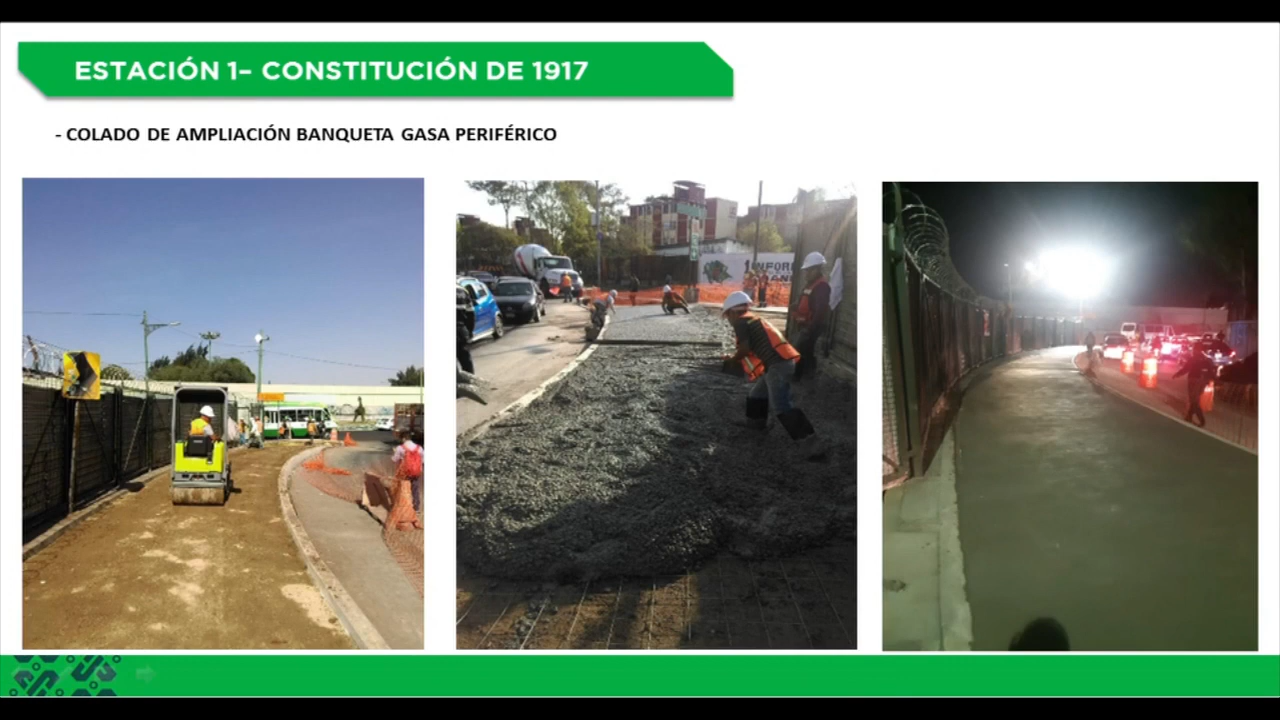 ESTACIÓN 1– CONSTITUCIÓN DE 1917
- COLADO DE AMPLIACIÓN BANQUETA GASA PERIFÉRICO